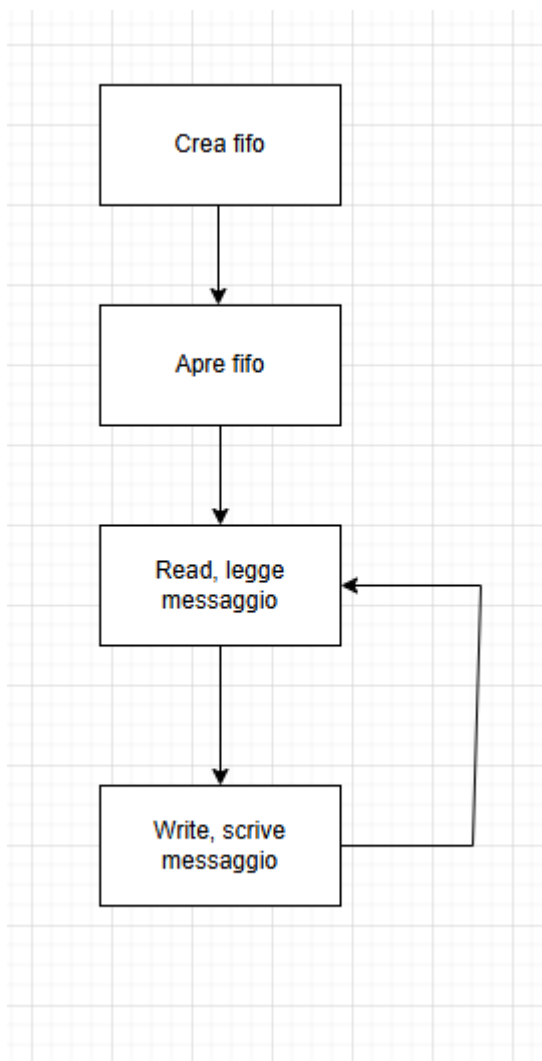 Crea fifo
Apre fifo
Read, legge
messaggio
Write, scrive
messaggio